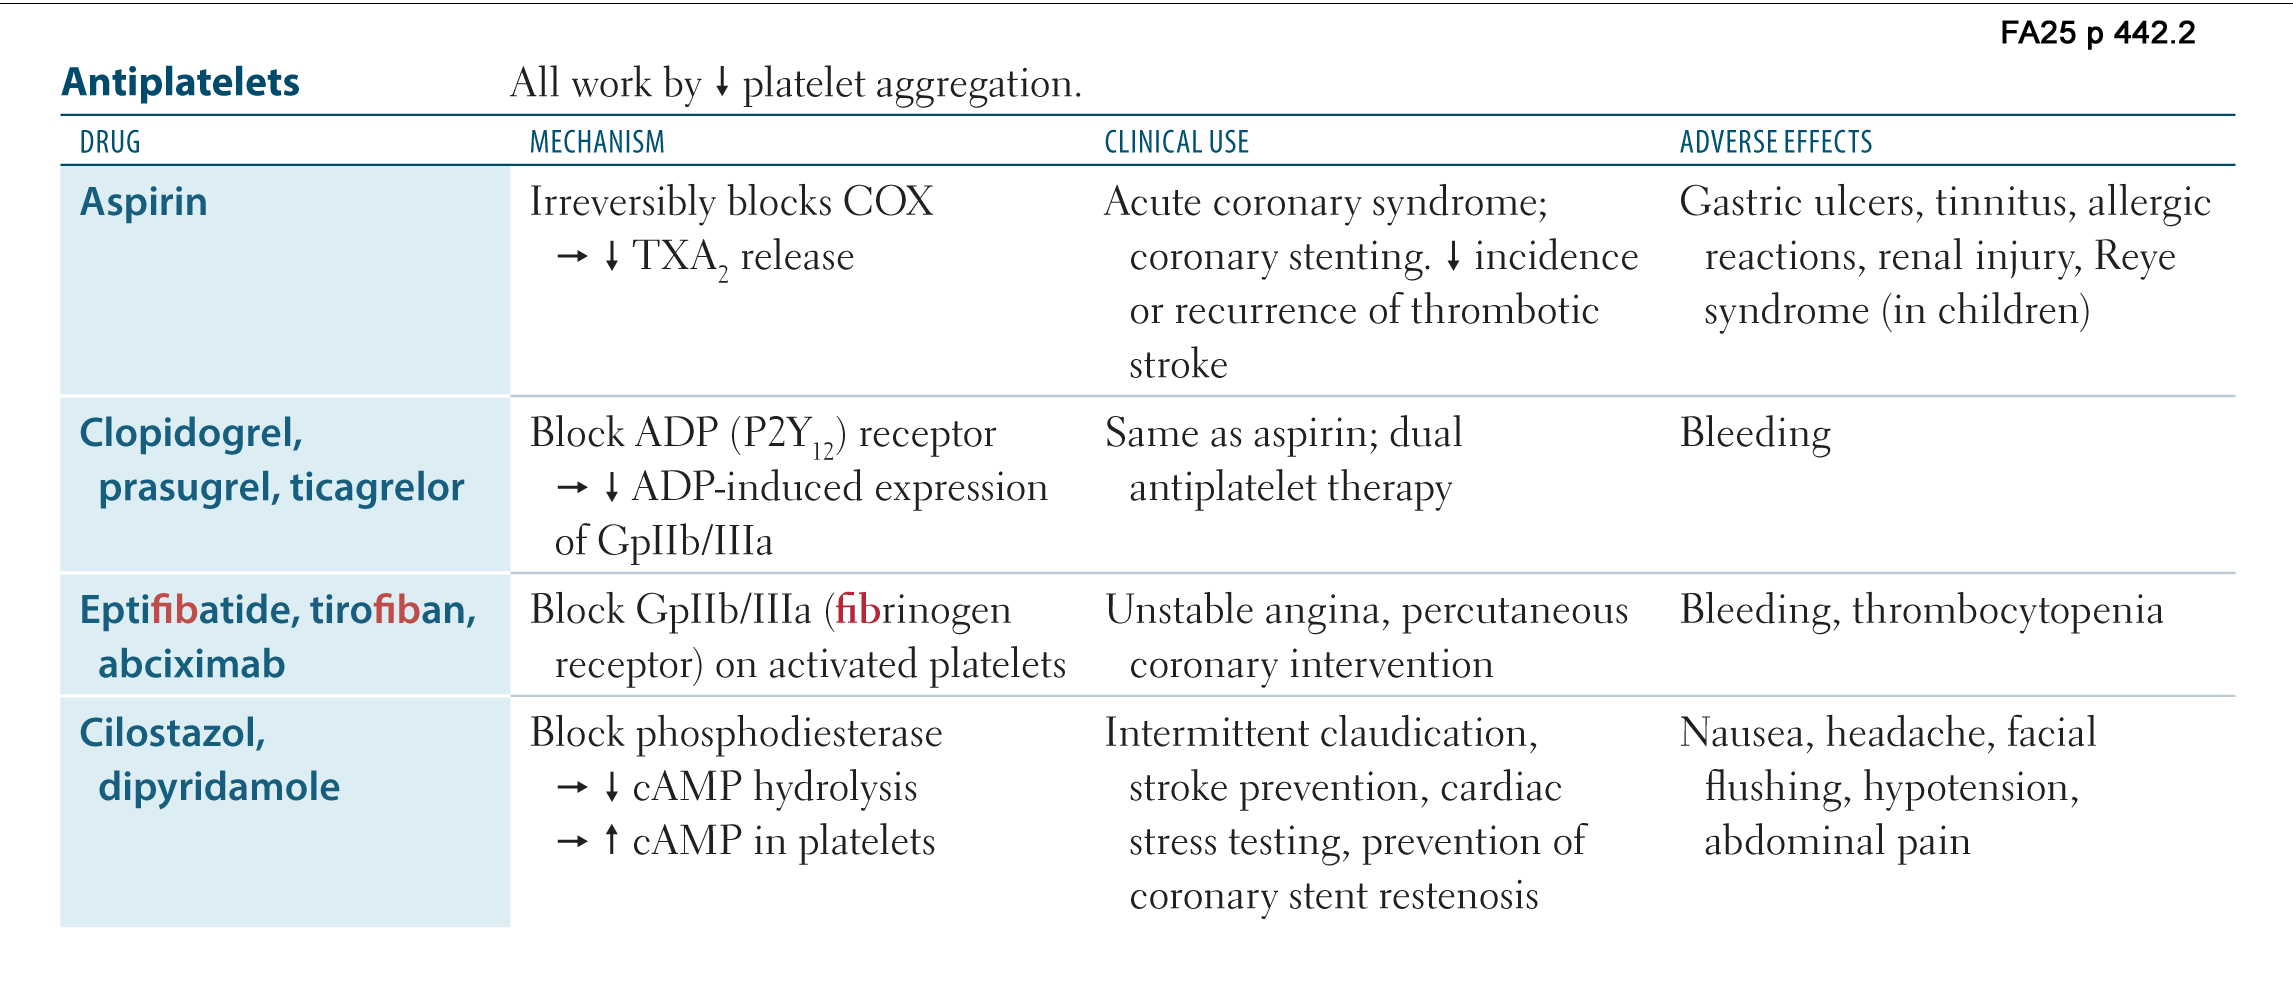 FA25 p 442.2
Antiplatelets All work by ↓ platelet aggregation.
DRUG MECHANISM CLINICAL USE ADVERSE EFFECTS
Aspirin Irreversibly blocks COX Acute coronary syndrome; Gastric ulcers, tinnitus, allergic
→ ↓ TXA₂ release coronary stenting. ↓ incidence reactions, renal injury, Reye
or recurrence of thrombotic syndrome (in children)
stroke
Clopidogrel, Block ADP (P2Y₁₂) receptor Same as aspirin; dual Bleeding
prasugrel, ticagrelor → ↓ ADP-induced expression antiplatelet therapy
of GpIIb/IIIa
Eptifibatide, tirofiban, Block GpIIb/IIIa (fibrinogen Unstable angina, percutaneous Bleeding, thrombocytopenia
abciximab receptor) on activated platelets coronary intervention
Cilostazol, Block phosphodiesterase Intermittent claudication, Nausea, headache, facial
dipyridamole → ↓ cAMP hydrolysis stroke prevention, cardiac flushing, hypotension,
→ ↑ cAMP in platelets stress testing, prevention of abdominal pain
coronary stent restenosis